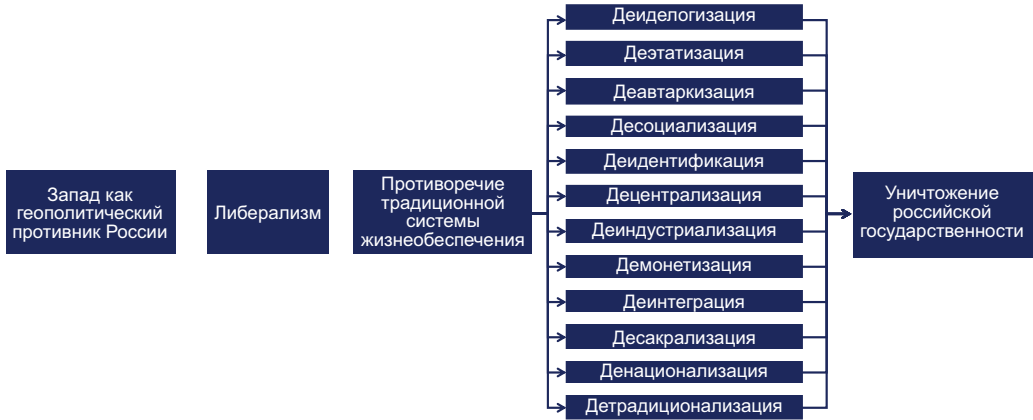 Запад как
геополитический
противник России
Либерализм
Противоречие
традиционной
системы
жизнеобеспечения
Деиделогизация
Деэтатизация
Деавтаркизация
Десоциализация
Деидентификация
Децентрализация
Деиндустриализация
Демонетизация
Деинтеграция
Десакрализация
Денационализация
Детрадиционализация
Уничтожение
российской
государственности